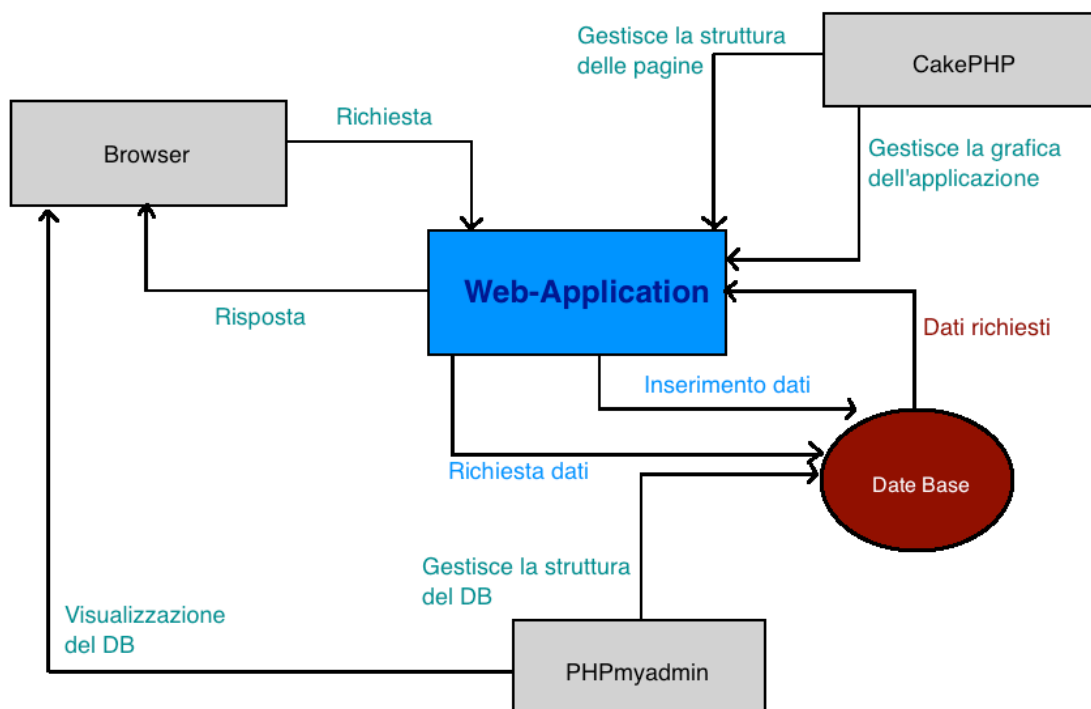 Gestisce la struttura
delle pagine
CakePHP
Richiesta
Browser
Gestisce la grafica
dell'applicazione
Web-Application
Risposta
Dati richiesti
Inserimento dati
Richiesta dati
Date Base
Gestisce la struttura
del DB
Visualizzazione
del DB
PHPmyadmin